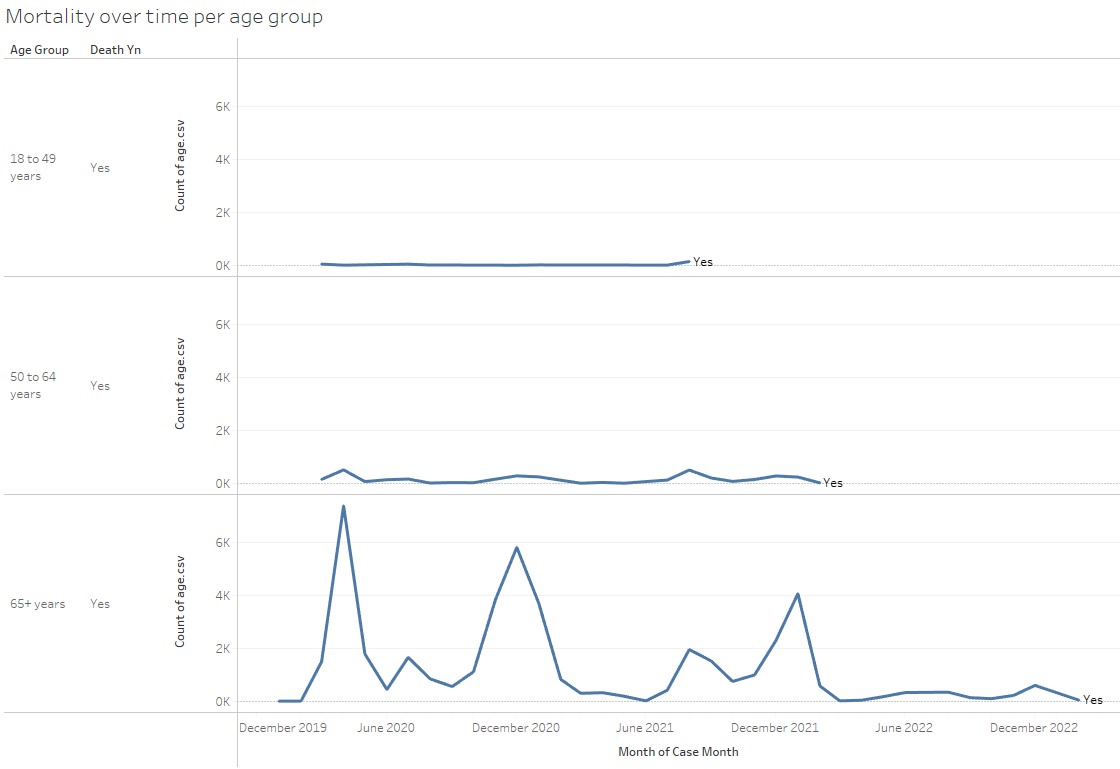 Mortality over time per age group
Age Group Death Yn
18 to 49
years
Yes
Count of age.csv
6K
4K
2K
0K
Yes
50 to 64
years
Yes
Count of age.csv
6K
4K
2K
0K
Yes
65+ years
Yes
Count of age.csv
6K
4K
2K
0K
Yes
December 2019 June 2020 December 2020 June 2021 December 2021 June 2022 December 2022
Month of Case Month